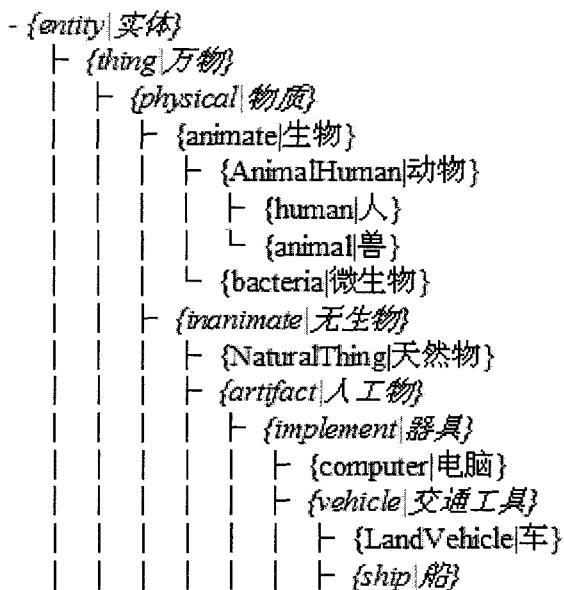 - {entity|实体}
├ {thing|万物}
│ ├ {physical|物质}
│ │ ├ {animate|生物}
│ │ │ ├ {AnimalHuman|动物}
│ │ │ │ ├ {human|人}
│ │ │ │ └ {animal|兽}
│ │ │ └ {bacteria|微生物}
│ │ ├ {inanimate|无生物}
│ │ │ ├ {NaturalThing|天然物}
│ │ │ ├ {artifact|人工物}
│ │ │ │ ├ {implement|器具}
│ │ │ │ │ ├ {computer|电脑}
│ │ │ │ │ ├ {vehicle|交通工具}
│ │ │ │ │ │ ├ {LandVehicle|车}
│ │ │ │ │ │ ├ {ship|船}